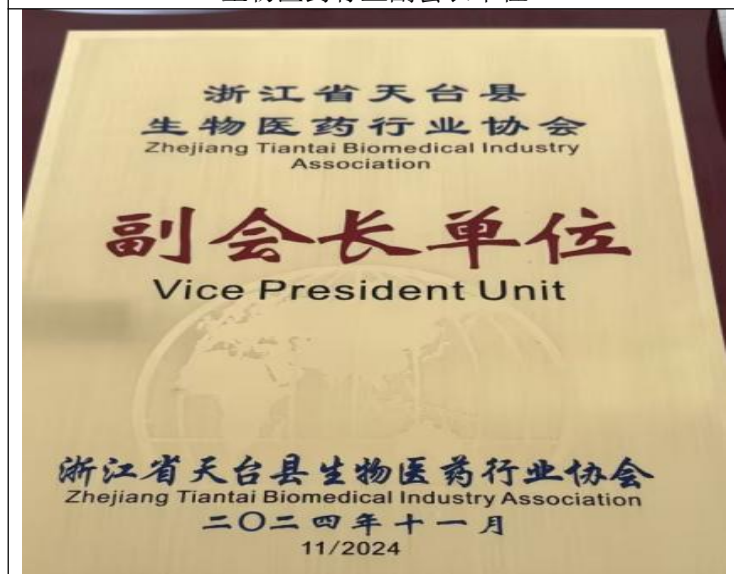 浙江省天台县
生物医药行业协会
Zhejiang Tiantai Biomedical Industry
Association
副会长单位
Vice President Unit
浙江省天台县生物医药行业协会
Zhejiang Tiantai Biomedical Industry Association
二〇二四年十一月
11/2024